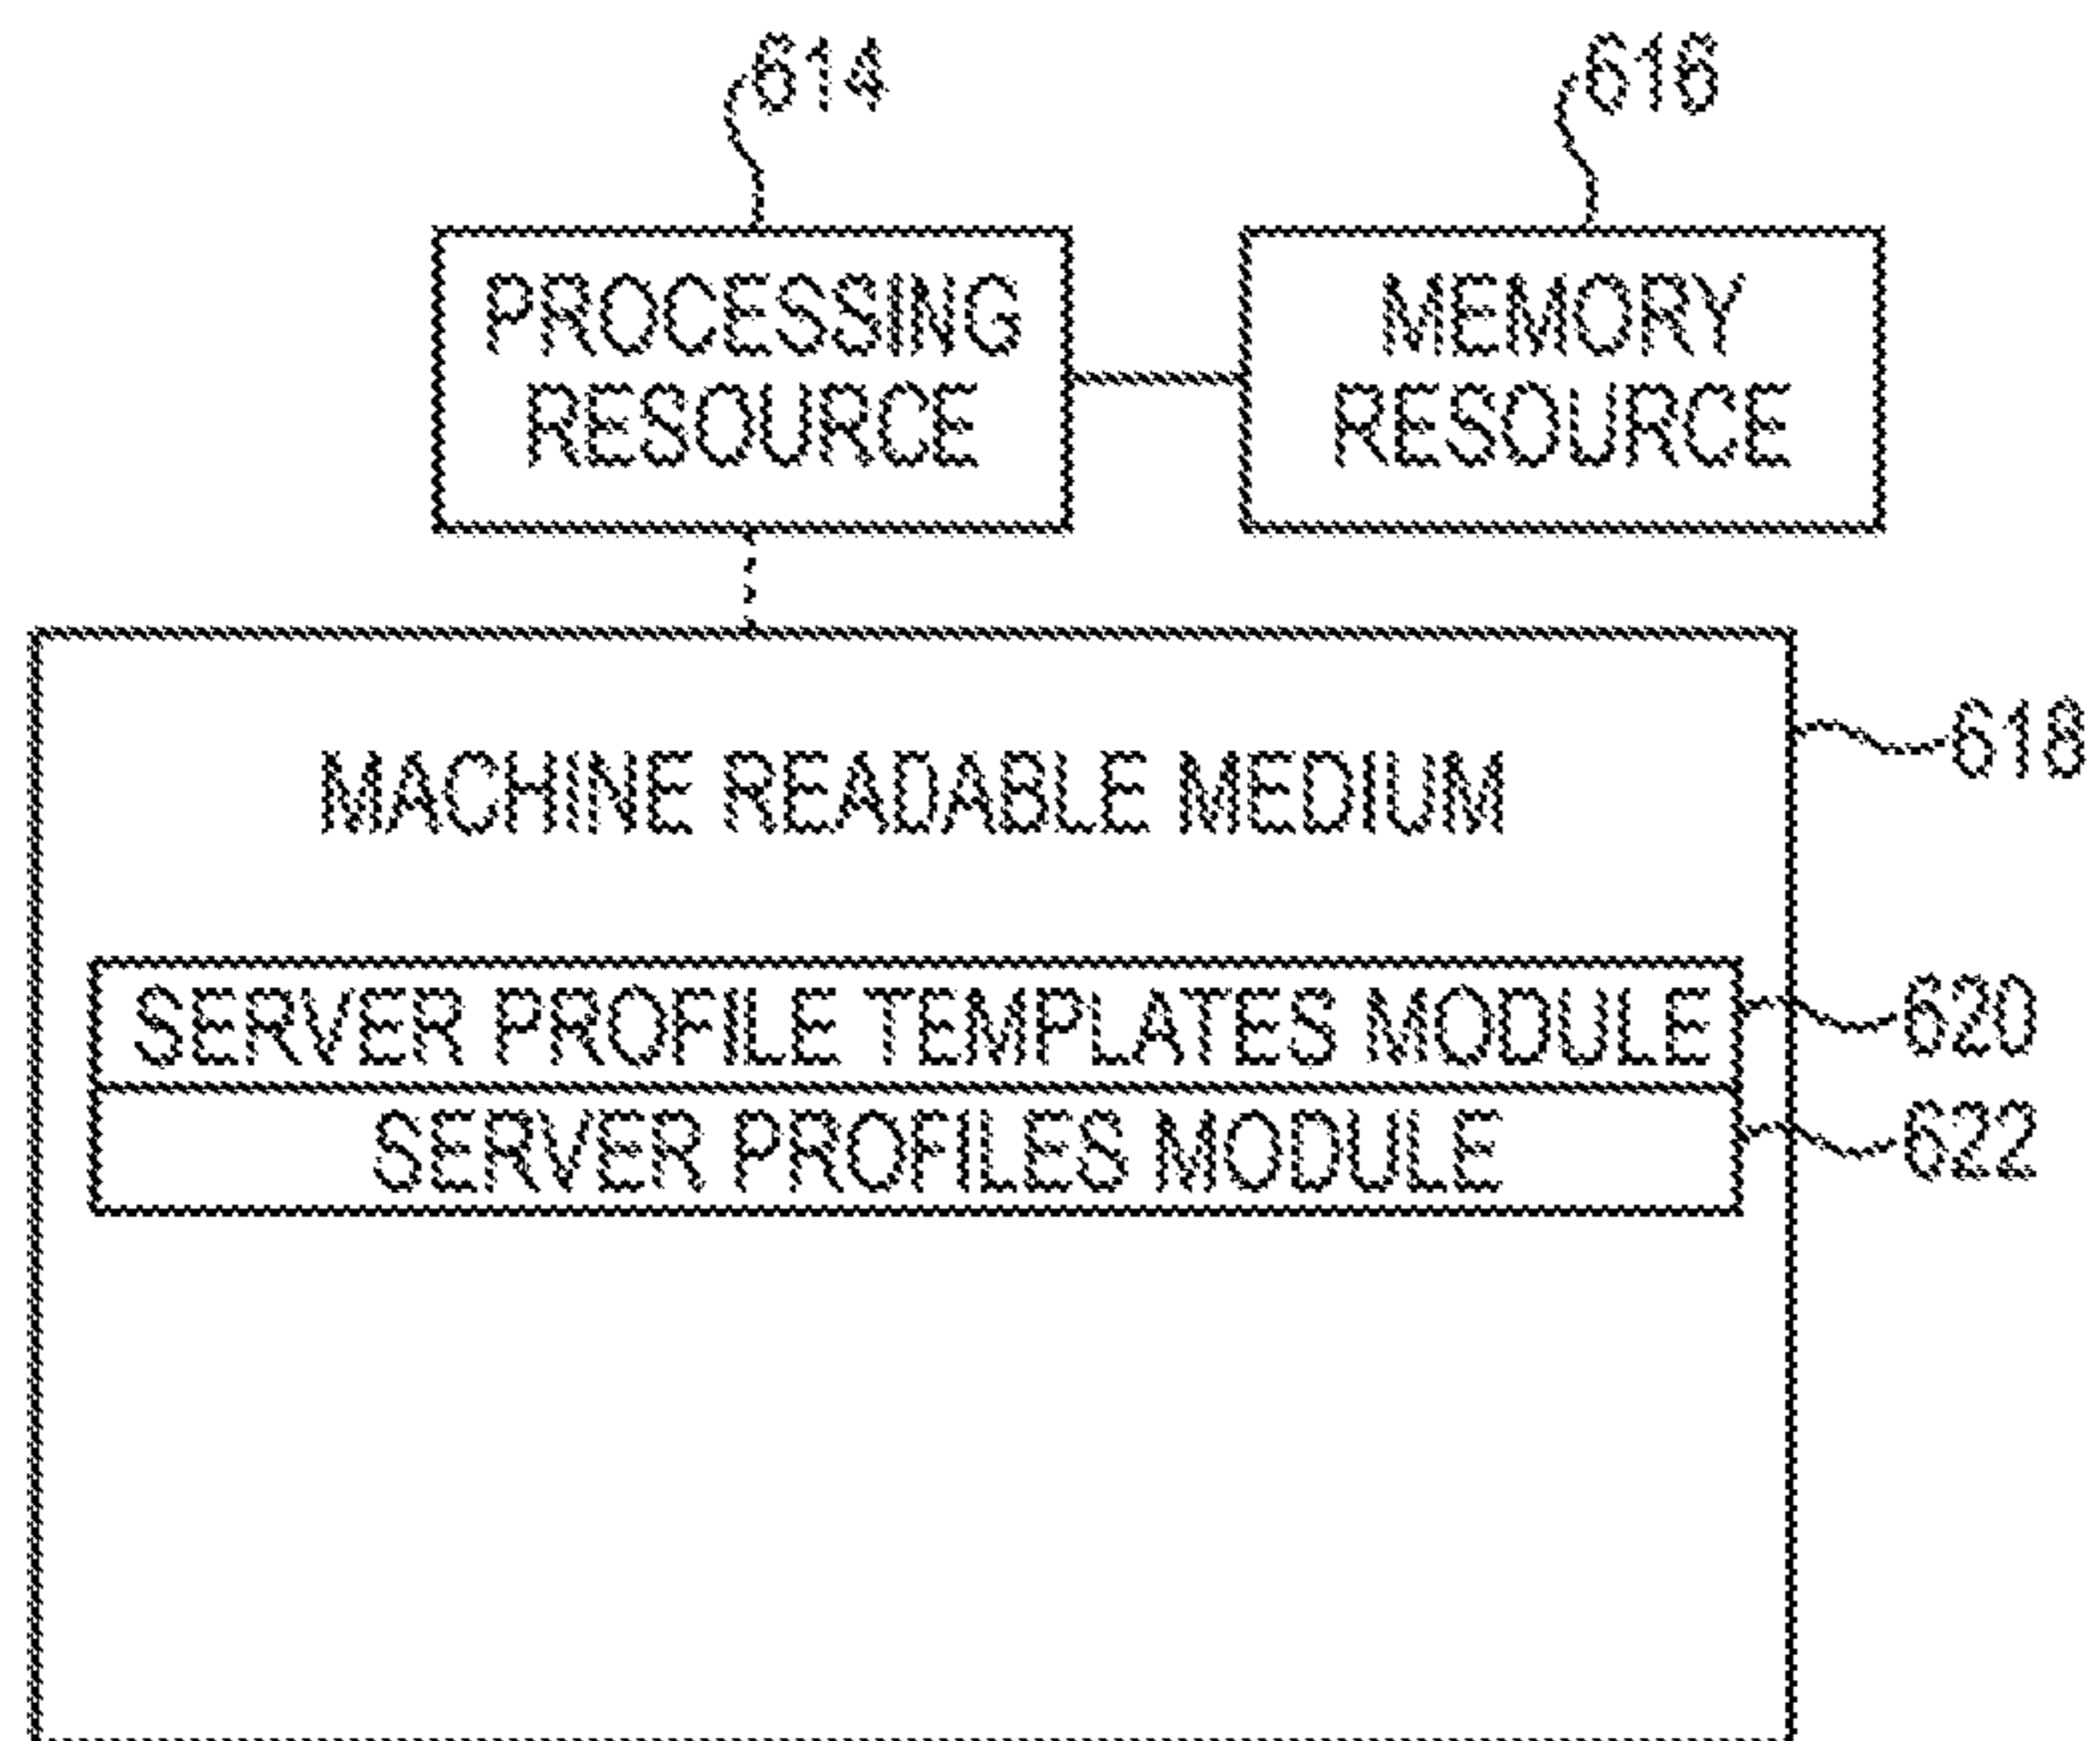 614
616
PROCESSING
RESOURCE
MEMORY
RESOURCE
618
MACHINE READABLE MEDIUM
SERVER PROFILE TEMPLATES MODULE
620
SERVER PROFILES MODULE
622